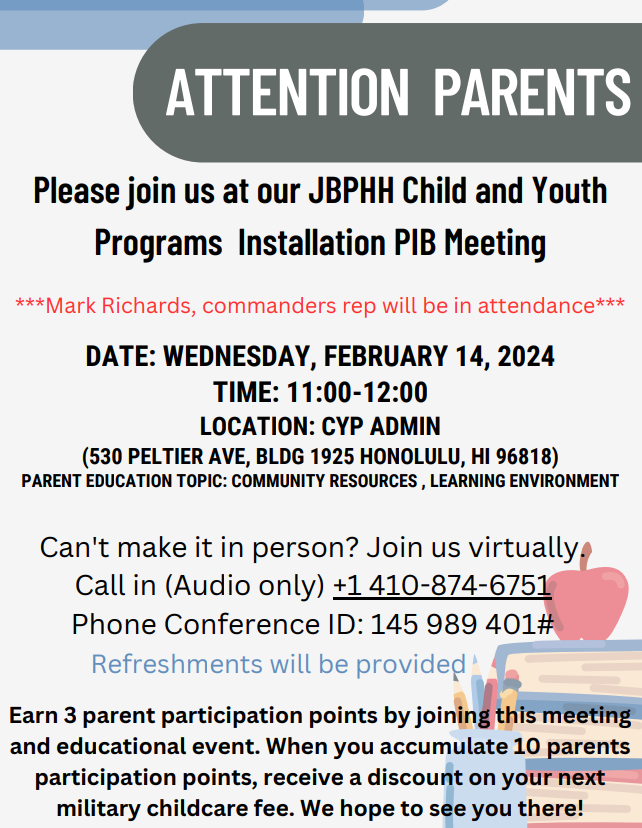 ATTENTION PARENTS
Please join us at our JBPHH Child and Youth
Programs Installation PIB Meeting
***Mark Richards, commanders rep will be in attendance***
DATE: WEDNESDAY, FEBRUARY 14, 2024
TIME: 11:00-12:00
LOCATION: CYP ADMIN
(530 PELTIER AVE, BLDG 1925 HONOLULU, HI 96818)
PARENT EDUCATION TOPIC: COMMUNITY RESOURCES , LEARNING ENVIRONMENT
Can't make it in person? Join us virtually.
Call in (Audio only) +1 410-874-6751
Phone Conference ID: 145 989 401#
Refreshments will be provided
Earn 3 parent participation points by joining this meeting
and educational event. When you accumulate 10 parents
participation points, receive a discount on your next
military childcare fee. We hope to see you there!